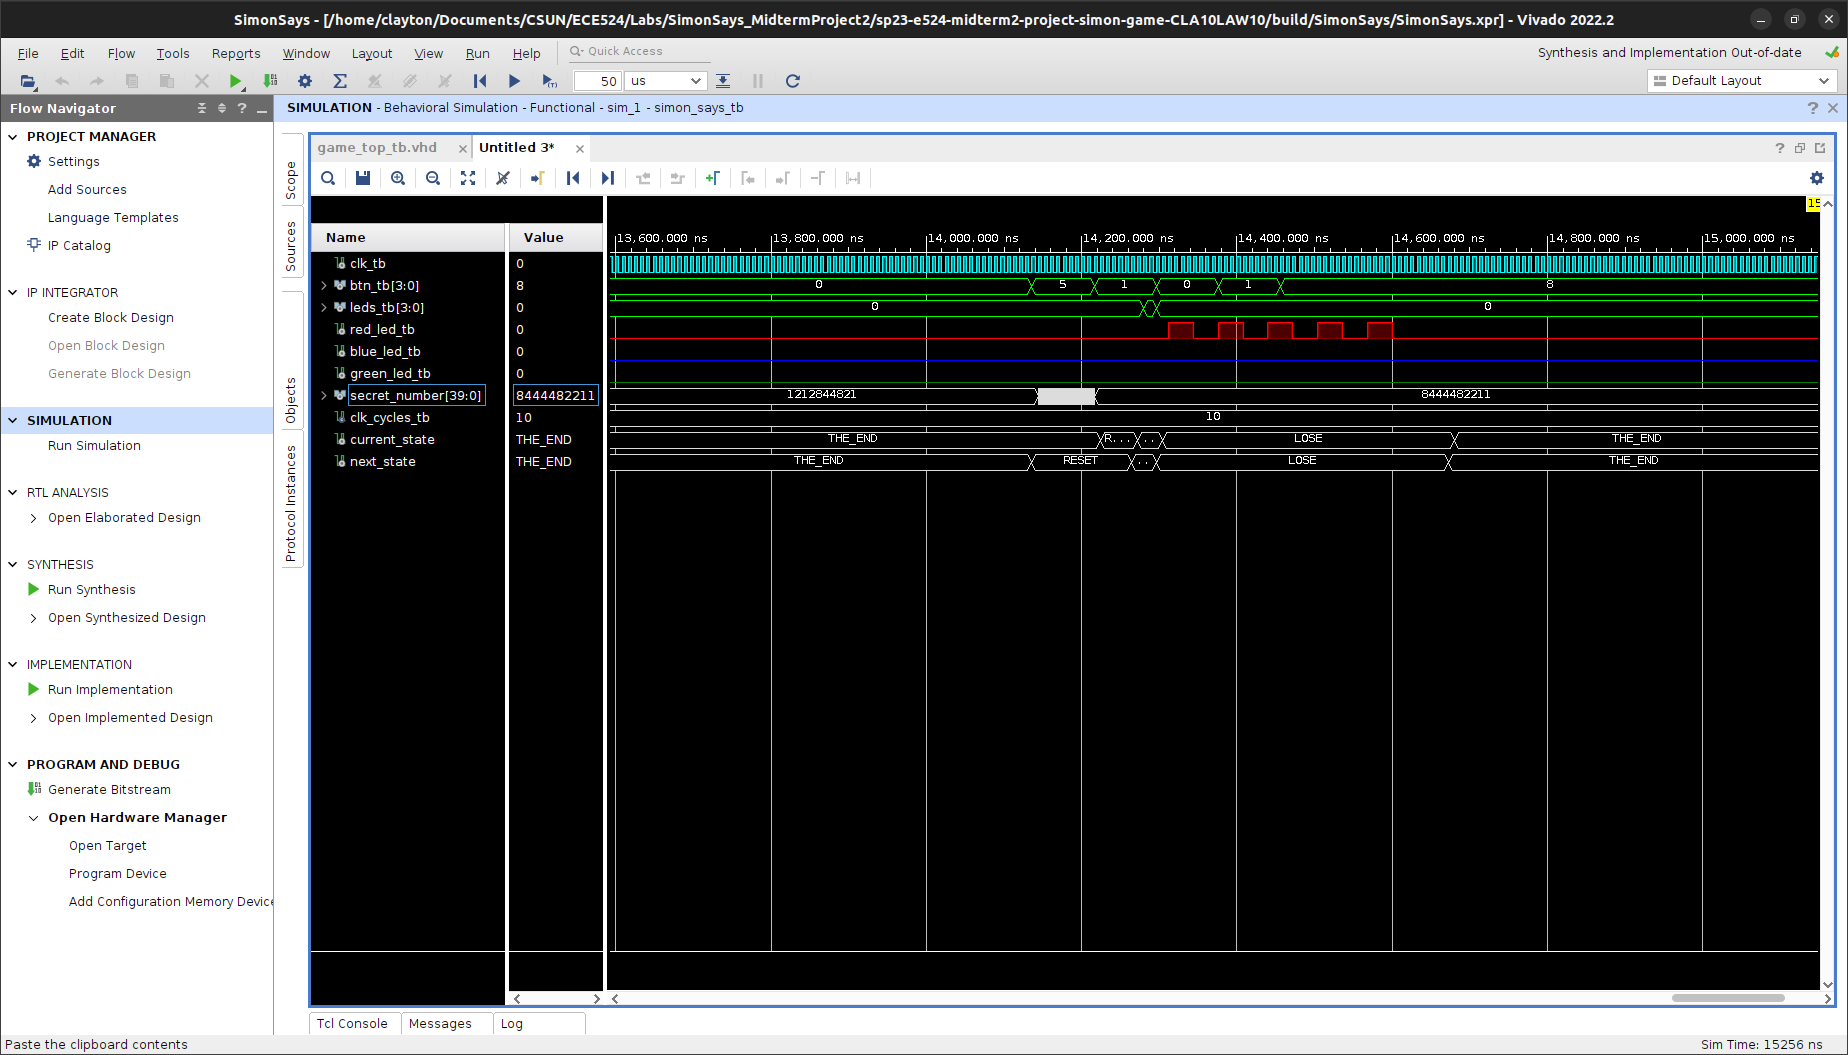 SimonSays - [/home/clayton/Documents/CSUN/ECE524/Labs/SimonSays_MidtermProject2/sp23-e524-midterm2-project-simon-game-CLA10LAW10/build/SimonSays/SimonSays.xpr] - Vivado 2022.2
File Edit Flow Tools Reports Window Layout View Run Help Quick Access Synthesis and Implementation Out-of-date
50 us Default Layout
Flow Navigator
SIMULATION - Behavioral Simulation - Functional - sim_1 - simon_says_tb
PROJECT MANAGER
Settings
Add Sources
Language Templates
IP Catalog
IP INTEGRATOR
Create Block Design
Open Block Design
Generate Block Design
SIMULATION
Run Simulation
RTL ANALYSIS
Open Elaborated Design
SYNTHESIS
Run Synthesis
Open Synthesized Design
IMPLEMENTATION
Run Implementation
Open Implemented Design
PROGRAM AND DEBUG
Generate Bitstream
Open Hardware Manager
Open Target
Program Device
Add Configuration Memory Device
Scope
Sources
Objects
Protocol Instances
game_top_tb.vhd Untitled 3*
15
Name Value 13,600.000 ns 13,800.000 ns 14,000.000 ns 14,200.000 ns 14,400.000 ns 14,600.000 ns 14,800.000 ns 15,000.000 ns
clk_tb 0
btn_tb[3:0] 8 0 5 1 0 1 8
leds_tb[3:0] 0 0 0
red_led_tb 0
blue_led_tb 0
green_led_tb 0
secret_number[39:0] 8444482211 1212844821 8444482211
clk_cycles_tb 10 10
current_state THE_END THE_END R... .. LOSE THE_END
next_state THE_END THE_END RESET .. LOSE THE_END
Tcl Console Messages Log
Paste the clipboard contents Sim Time: 15256 ns